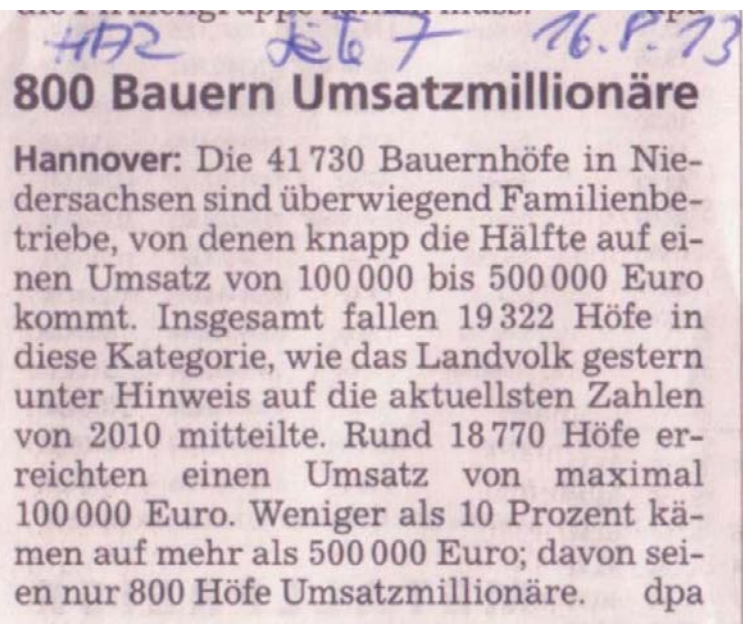 HAZ Seite 7 16.8.13
800 Bauern Umsatzmillionäre
Hannover: Die 41 730 Bauernhöfe in Nie-
dersachsen sind überwiegend Familienbe-
triebe, von denen knapp die Hälfte auf ei-
nen Umsatz von 100 000 bis 500 000 Euro
kommt. Insgesamt fallen 19 322 Höfe in
diese Kategorie, wie das Landvolk gestern
unter Hinweis auf die aktuellsten Zahlen
von 2010 mitteilte. Rund 18 770 Höfe er-
reichten einen Umsatz von maximal
100 000 Euro. Weniger als 10 Prozent kä-
men auf mehr als 500 000 Euro; davon sei-
en nur 800 Höfe Umsatzmillionäre. dpa